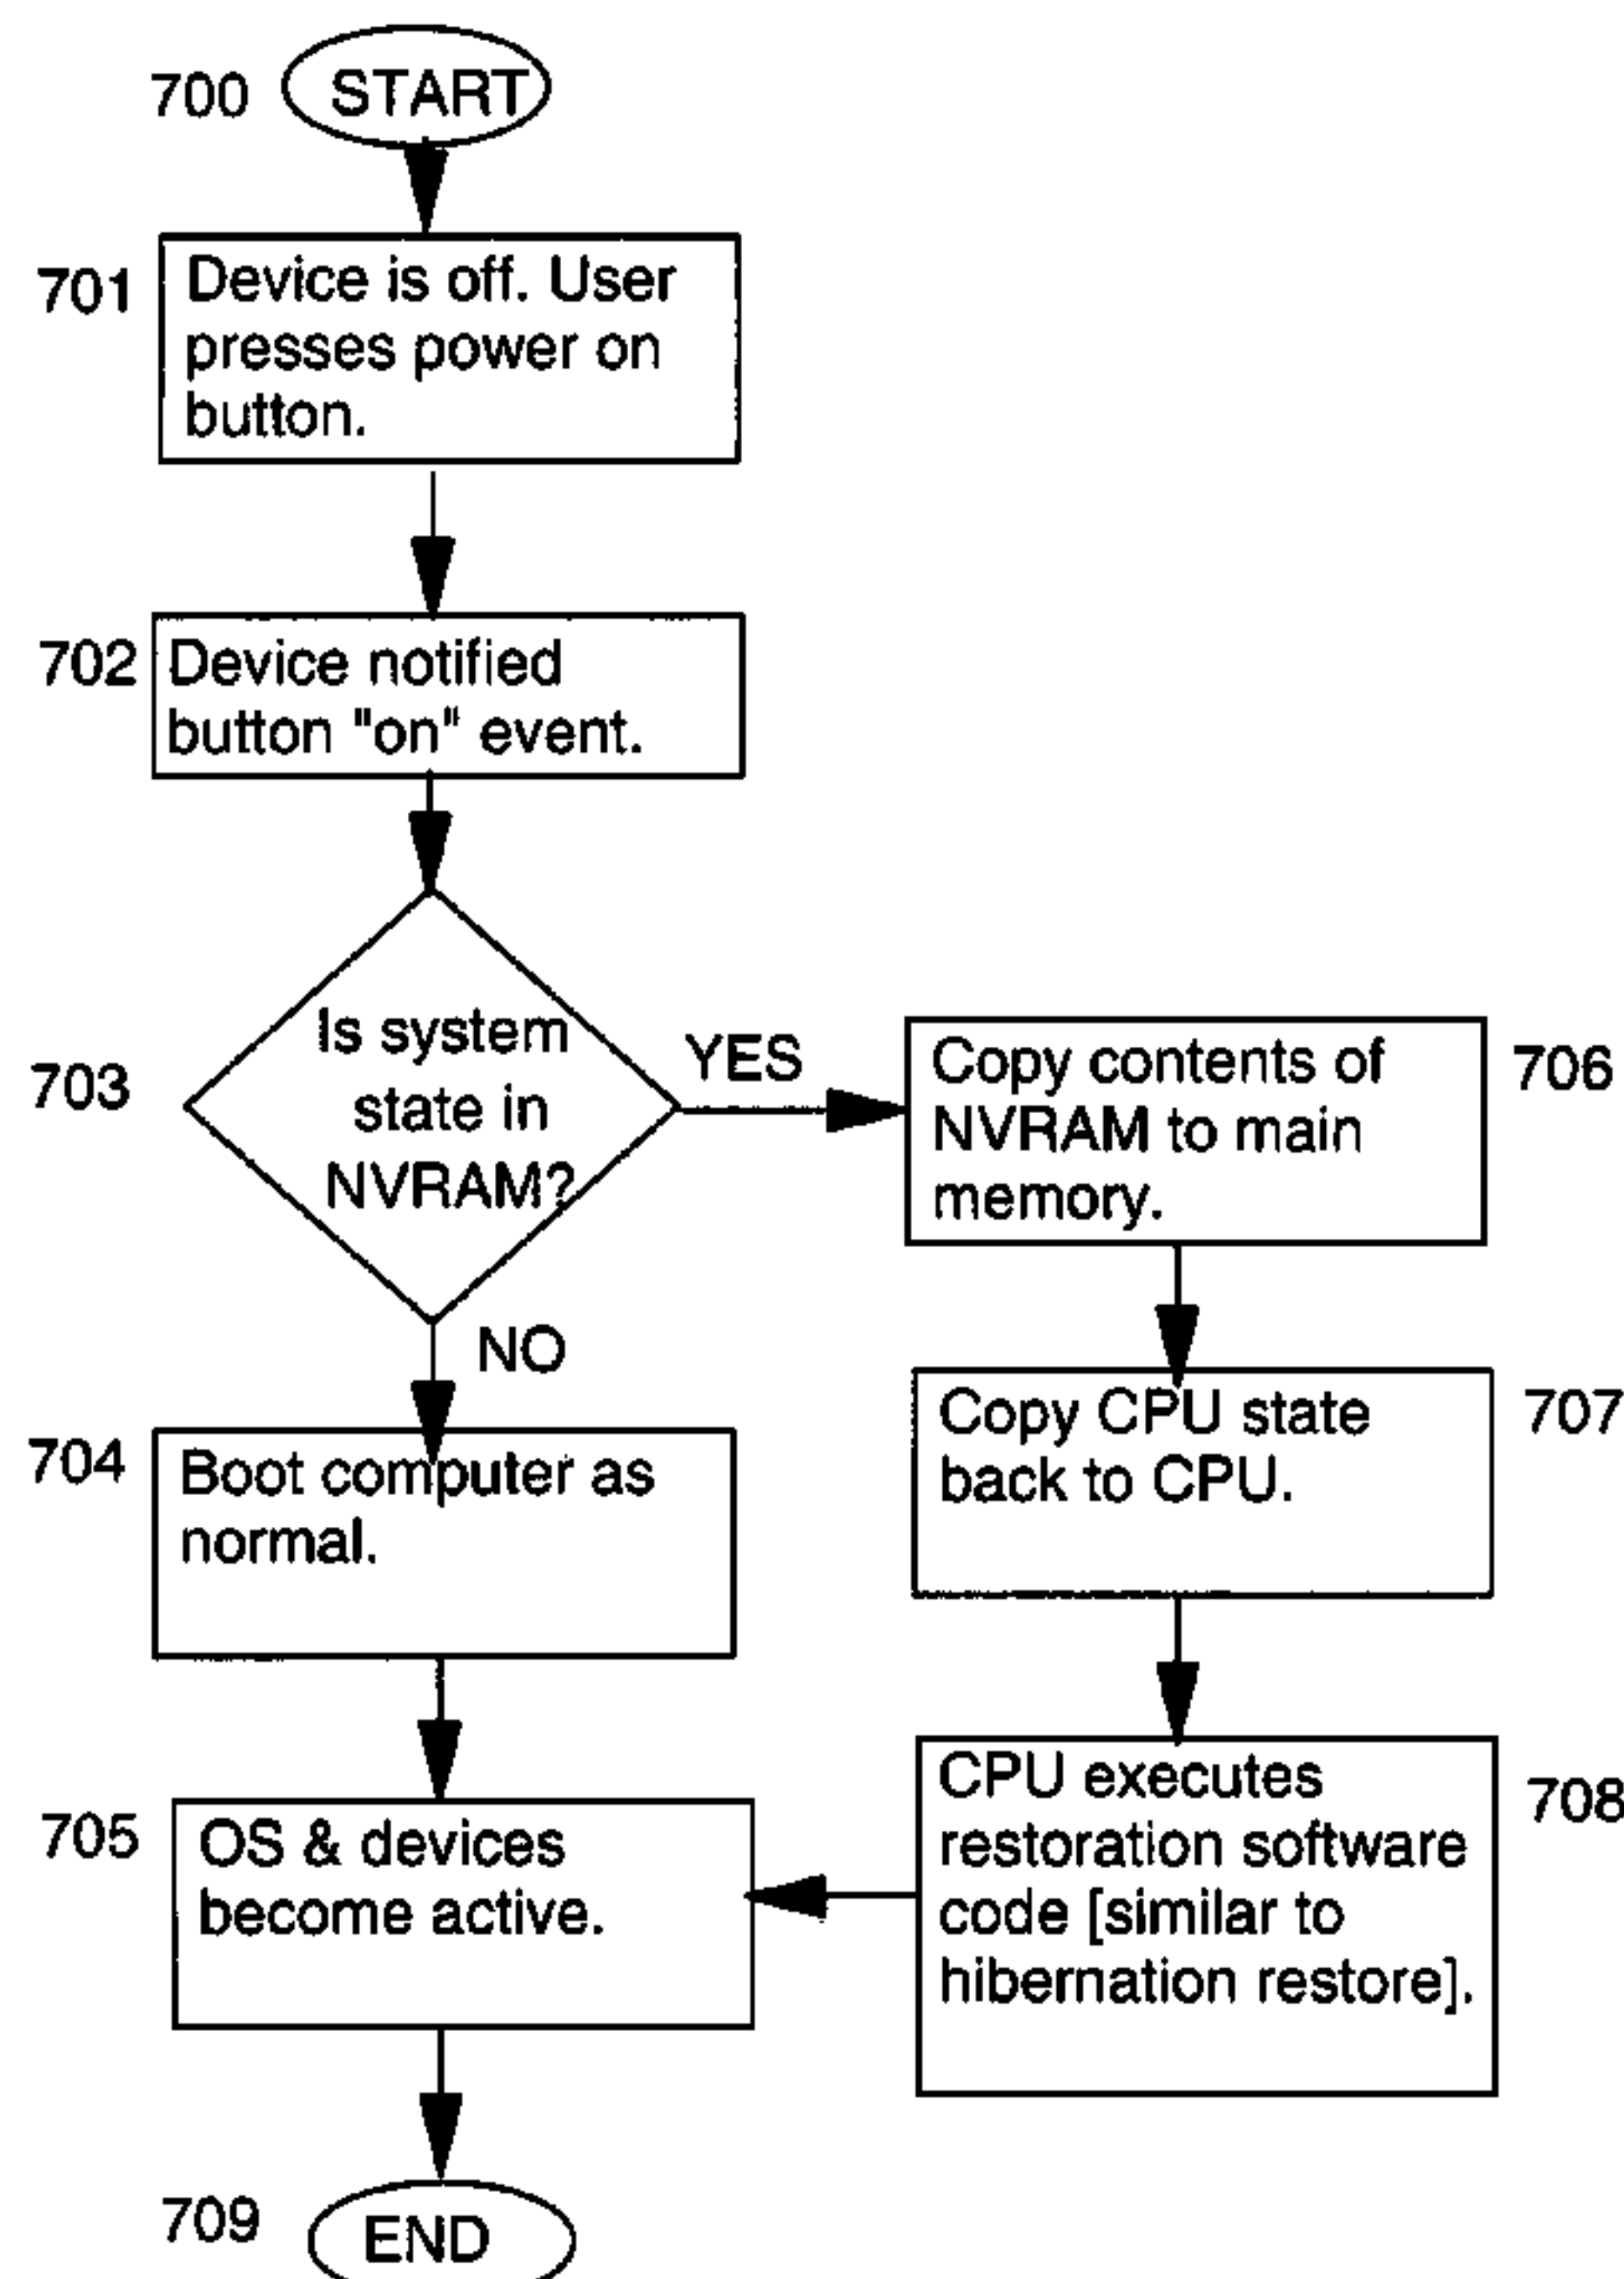 700
START
701
Device is off. User
presses power on
button.
702
Device notified
button "on" event.
703
Is system
state in
NVRAM?
YES
NO
706
Copy contents of
NVRAM to main
memory.
707
Copy CPU state
back to CPU.
704
Boot computer as
normal.
708
CPU executes
restoration software
code [similar to
hibernation restore].
705
OS & devices
become active.
709
END